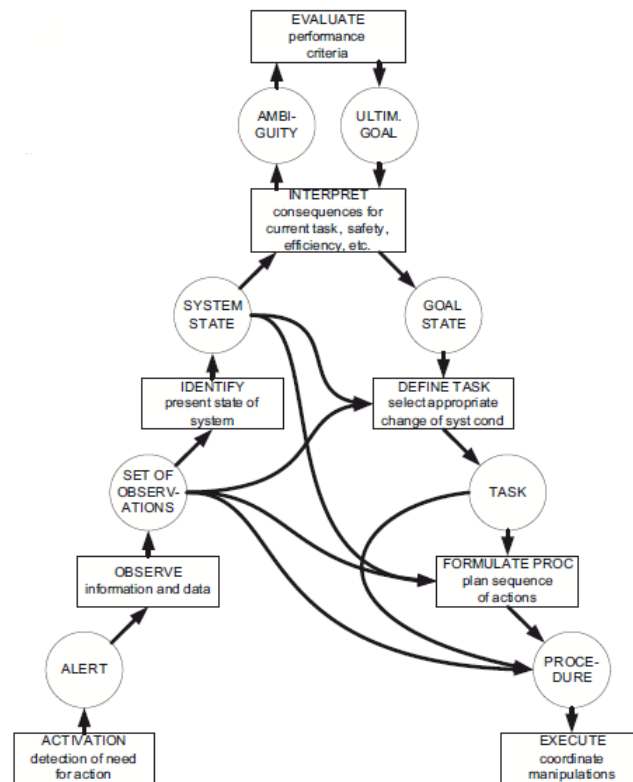 EVALUATE
performance
criteria
AMBI-
GUITY
ULTIM.
GOAL
INTERPRET
consequences for
current task, safety,
efficiency, etc.
SYSTEM
STATE
GOAL
STATE
IDENTIFY
present state of
system
DEFINE TASK
select appropriate
change of syst cond
SET OF
OBSERV-
ATIONS
TASK
OBSERVE
information and data
FORMULATE PROC
plan sequence
of actions
ALERT
PROCE-
DURE
ACTIVATION
detection of need
for action
EXECUTE
coordinate
manipulations